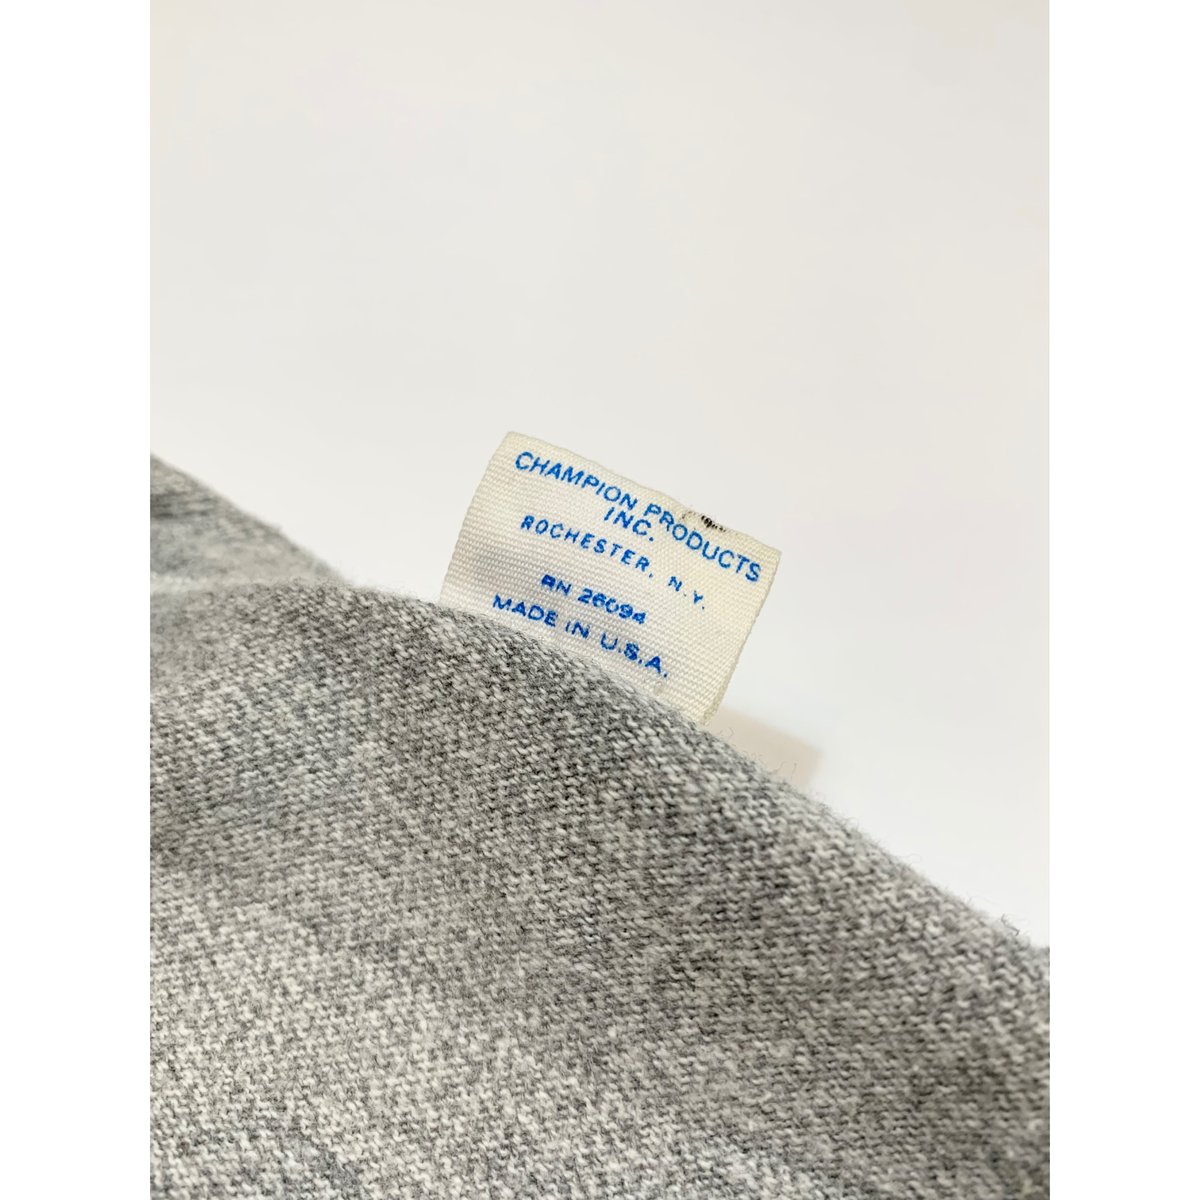 CHAMPION PRODUCTS
INC.
ROCHESTER, N.Y.
RN 26094
MADE IN U.S.A.